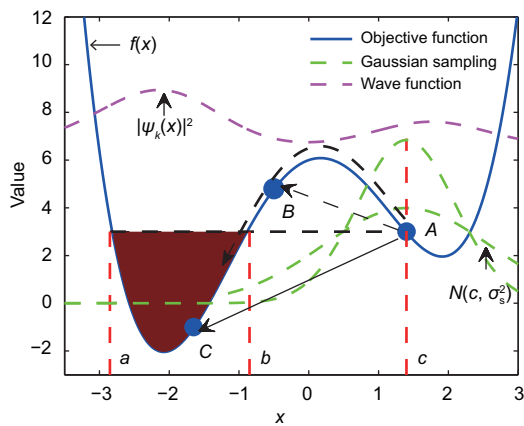 12
10
8
6
4
2
0
−2
Value
f(x)
|ψk(x)|²
Objective function
Gaussian sampling
Wave function
B
A
C
N(c, σs²)
a
b
c
−3
−2
−1
0
1
2
3
x